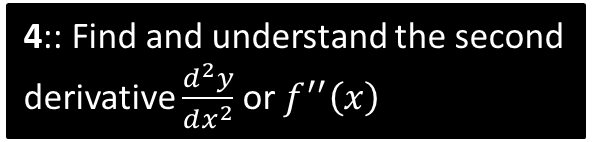 4:: Find and understand the second
derivative d²y/dx² or f′′(x)